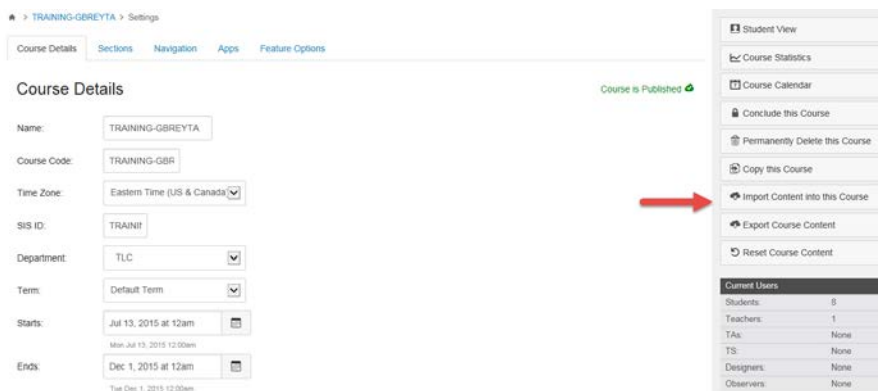 > TRAINING-GBREYTA > Settings
Course Details Sections Navigation Apps Feature Options
Course Details
Course is Published
Name: TRAINING-GBREYTA
Course Code: TRAINING-GBR
Time Zone: Eastern Time (US & Canada)
SIS ID: TRAINI
Department: TLC
Term: Default Term
Starts: Jul 13, 2015 at 12am
Mon Jul 13, 2015 12:00am
Ends: Dec 1, 2015 at 12am
Tue Dec 1, 2015 12:00am
Student View
Course Statistics
Course Calendar
Conclude this Course
Permanently Delete this Course
Copy this Course
Import Content into this Course
Export Course Content
Reset Course Content
Current Users
Students: 8
Teachers: 1
TAs: None
TS: None
Designers: None
Observers: None